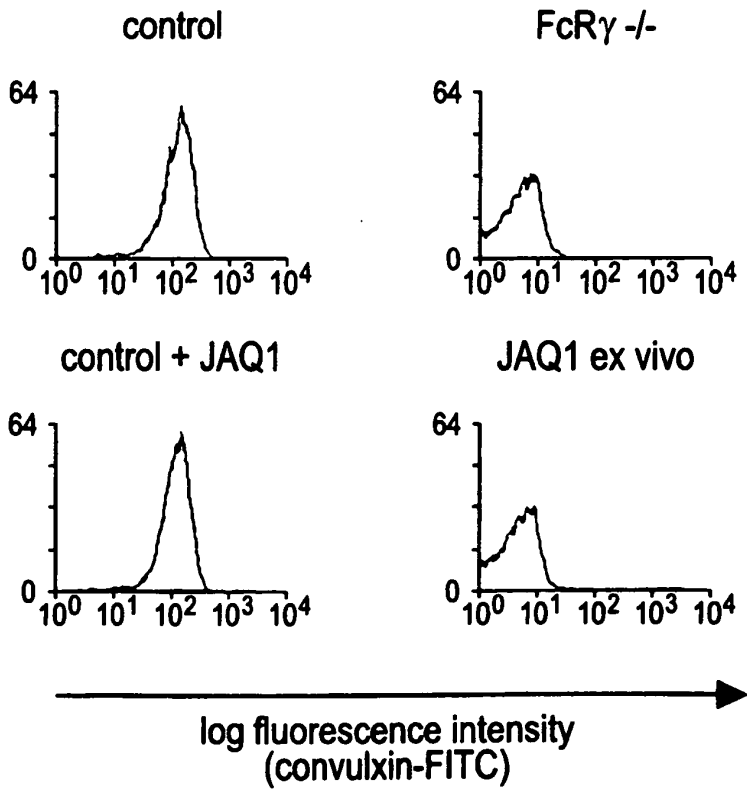 control
FcRγ -/-
64
0
10⁰ 10¹ 10² 10³ 10⁴
64
0
10⁰ 10¹ 10² 10³ 10⁴
control + JAQ1
JAQ1 ex vivo
64
0
10⁰ 10¹ 10² 10³ 10⁴
64
0
10⁰ 10¹ 10² 10³ 10⁴
log fluorescence intensity
(convulxin-FITC)